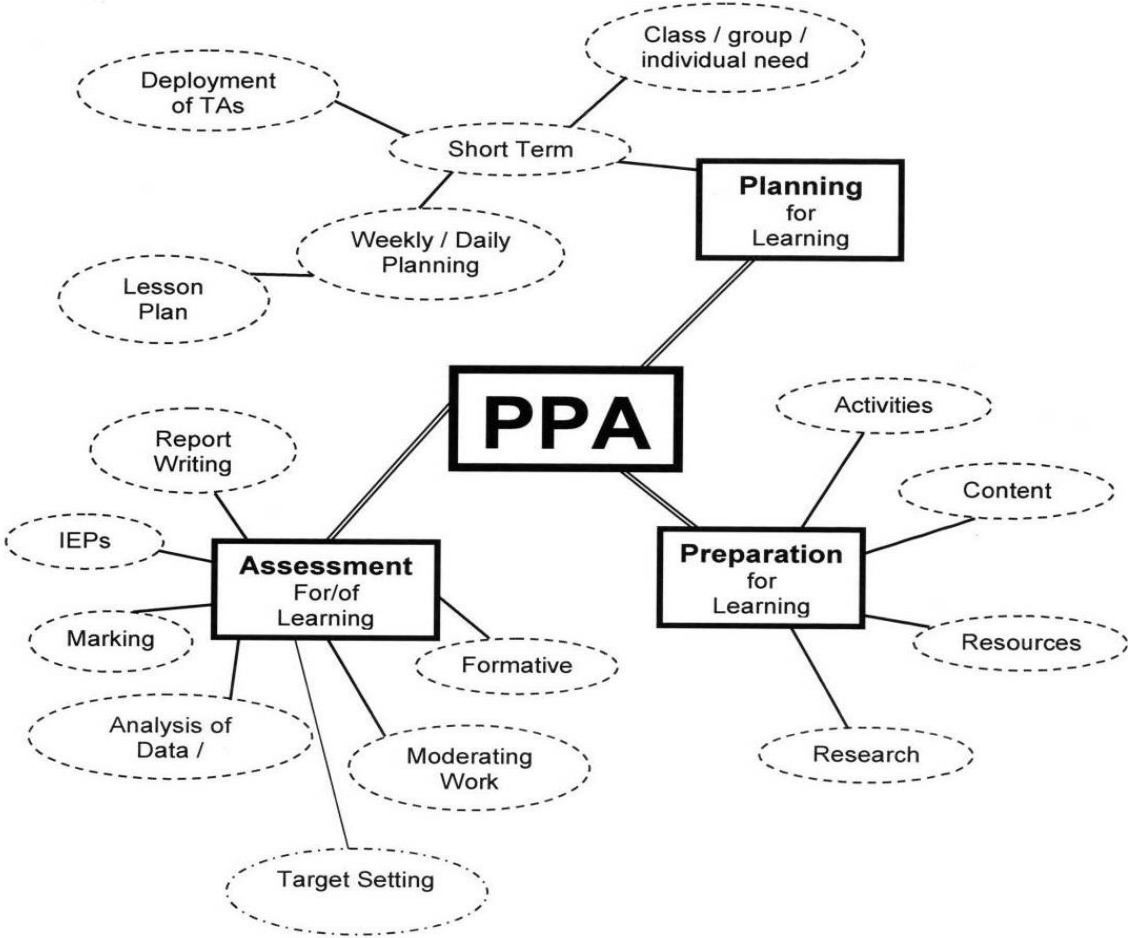 Class / group /
individual need
Deployment
of TAs
Short Term
Planning
for
Learning
Weekly / Daily
Planning
Lesson
Plan
PPA
Activities
Report
Writing
Content
IEPs
Assessment
For/of
Learning
Preparation
for
Learning
Marking
Formative
Resources
Analysis of
Data /
Moderating
Work
Research
Target Setting